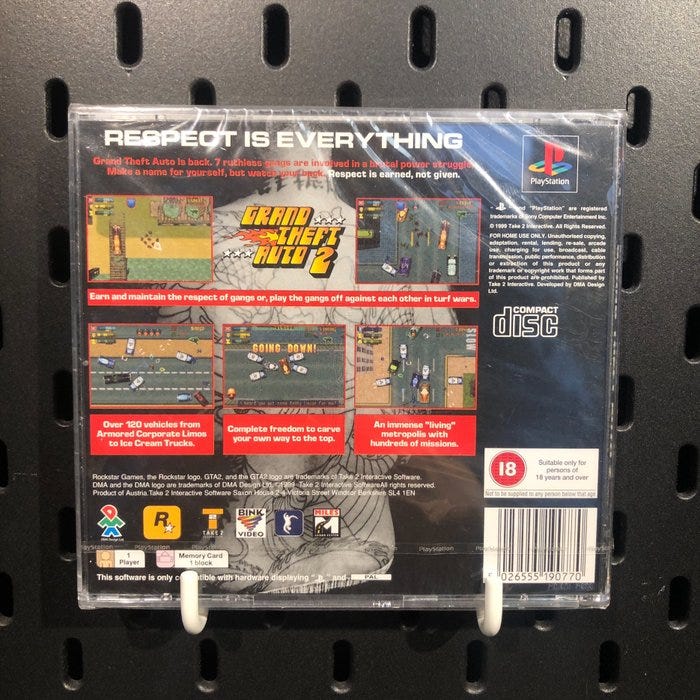 RESPECT IS EVERYTHING
Grand Theft Auto is back. 7 ruthless gangs are involved in a brutal power struggle.
Make a name for yourself, but watch your back. Respect is earned, not given.
PlayStation
GRAND
THEFT
AUTO 2
" " and "PlayStation" are registered
trademarks of Sony Computer Entertainment Inc.
© 1999 Take 2 Interactive. All Rights Reserved.
FOR HOME USE ONLY. Unauthorised copying,
adaptation, rental, lending, re-sale, arcade
use, charging for use, broadcast, cable
transmission, public performance, distribution
or extraction of this product or any
trademark or copyright work that forms part
of this product are prohibited. Published by
Take 2 Interactive. Developed by DMA Design
Ltd.
Earn and maintain the respect of gangs or, play the gangs off against each other in turf wars.
COMPACT
disc
GOING DOWN!
Over 120 vehicles from
Armored Corporate Limos
to Ice Cream Trucks.
Complete freedom to carve
your own way to the top.
An immense "living"
metropolis with
hundreds of missions.
18
Suitable only for
persons of
18 years and over
Not to be supplied to any person below that age
Rockstar Games, the Rockstar logo, GTA2, and the GTA2 logo are trademarks of Take 2 Interactive Software.
DMA and the DMA logo are trademarks of DMA Design Ltd. ©1999 Take 2 Interactive Software All rights reserved.
Product of Austria. Take 2 Interactive Software Saxon House 2-4 Victoria Street Windsor Berkshire SL4 1EN
DMA Design Ltd
R
TAKE 2
BINK
VIDEO
MILES
1
Player
Memory Card
1 block
This software is only compatible with hardware displaying " " and PAL
5 026555 190770